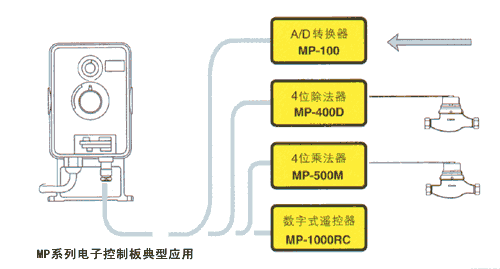 A/D转换器
MP-100
4位除法器
MP-400D
4位乘法器
MP-500M
数字式遥控器
MP-1000RC
MP系列电子控制板典型应用